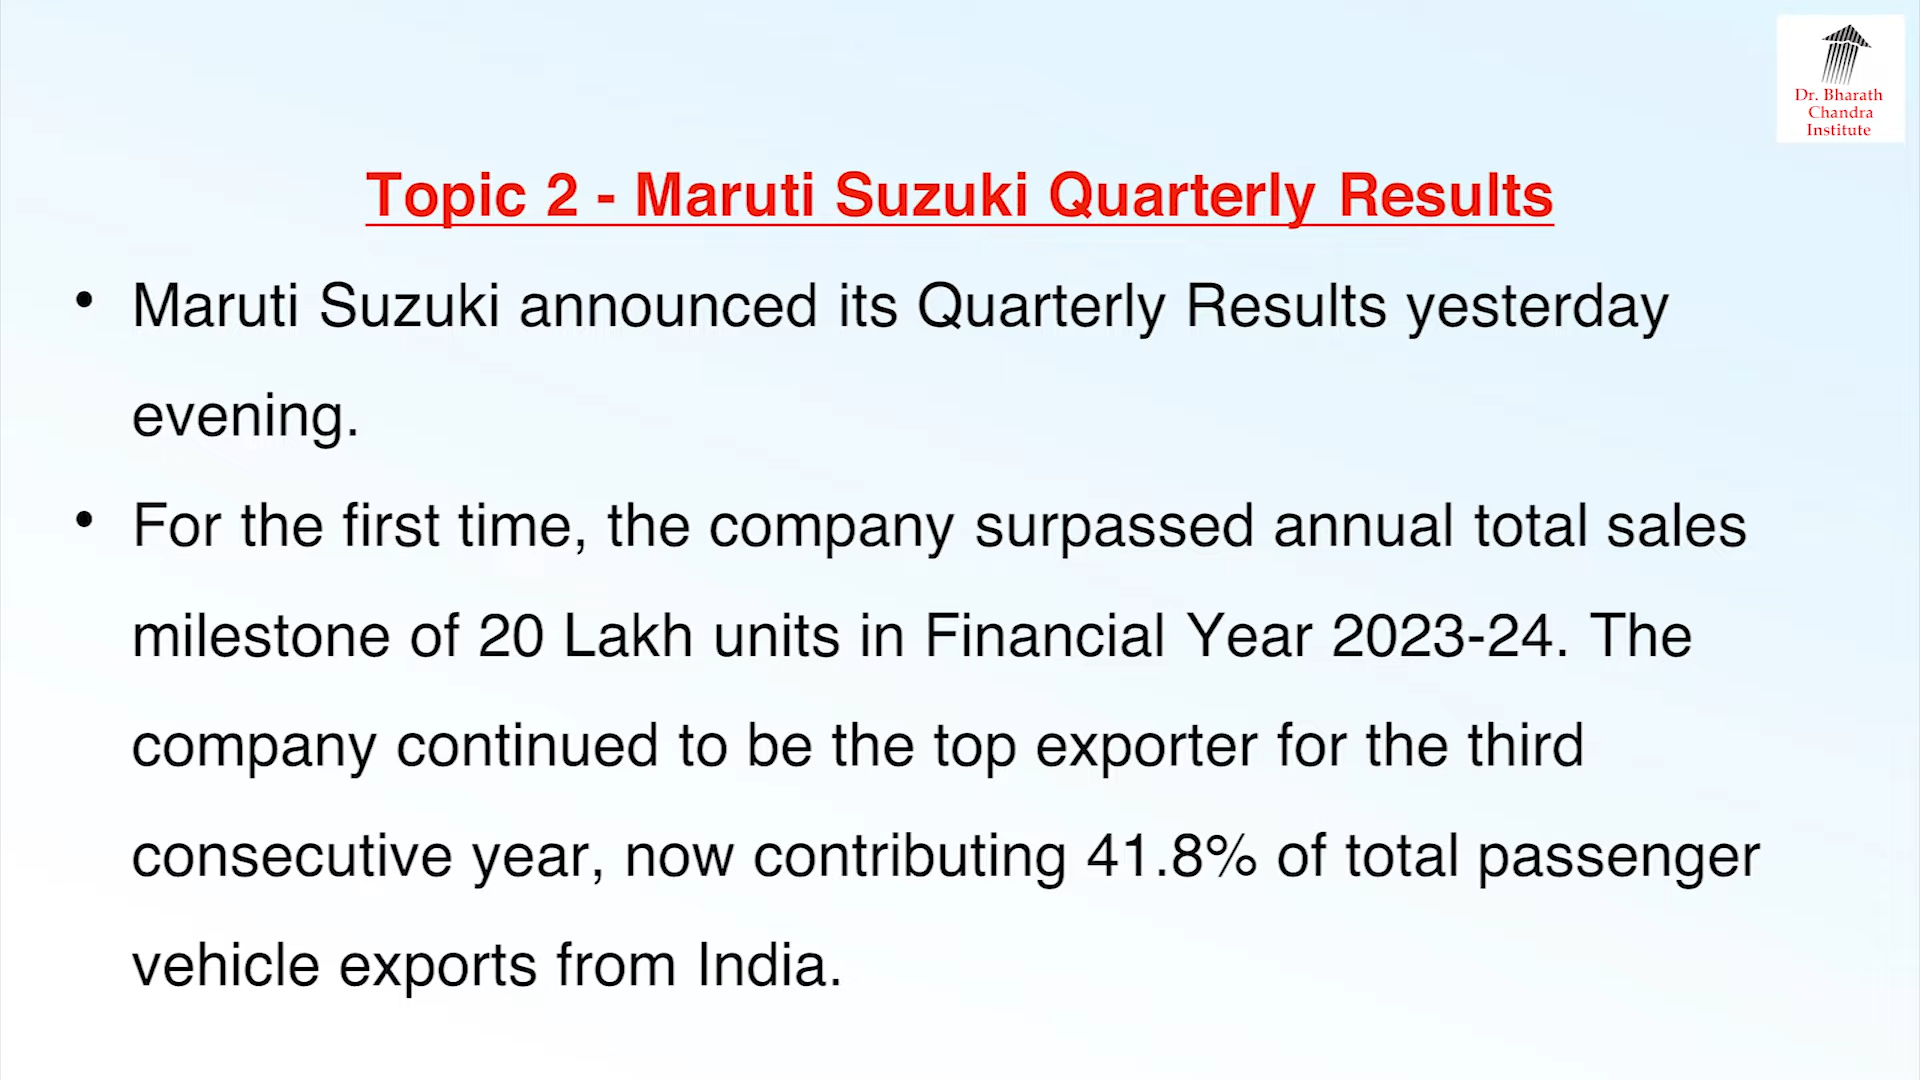 Dr. Bharath
Chandra
Institute
Topic 2 - Maruti Suzuki Quarterly Results
• Maruti Suzuki announced its Quarterly Results yesterday
evening.
• For the first time, the company surpassed annual total sales
milestone of 20 Lakh units in Financial Year 2023-24. The
company continued to be the top exporter for the third
consecutive year, now contributing 41.8% of total passenger
vehicle exports from India.